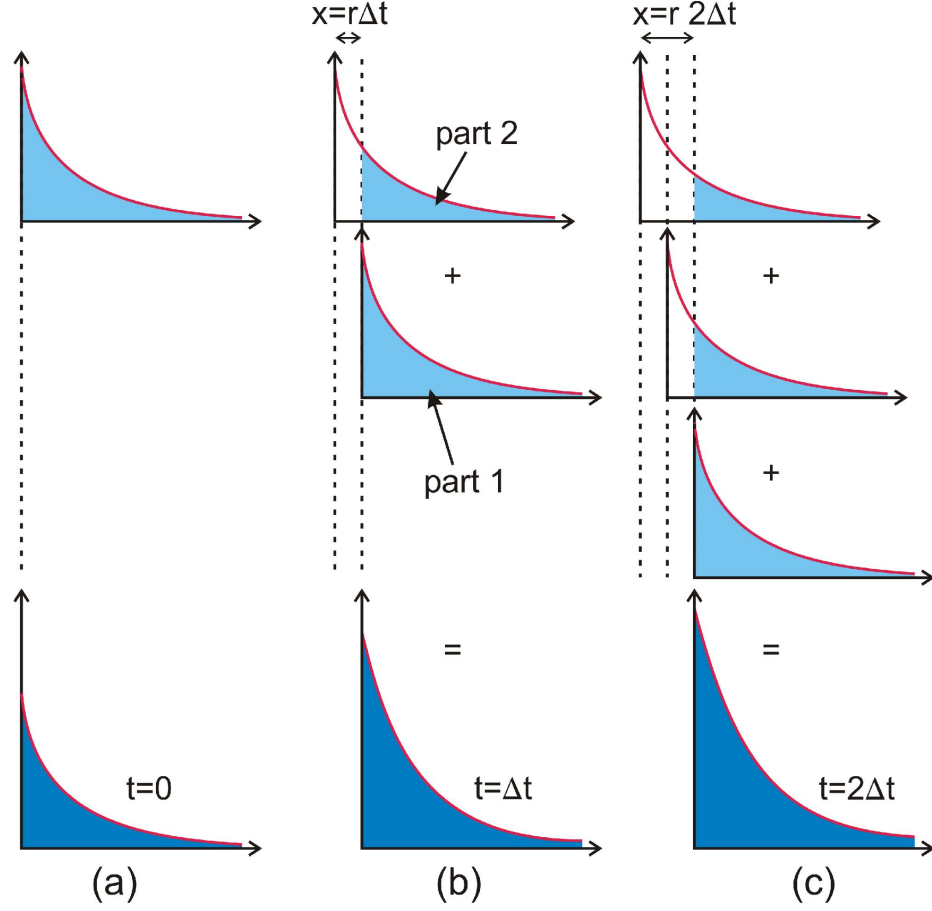 x=rΔt
x=r 2Δt
part 2
+
+
part 1
+
=
=
t=0
t=Δt
t=2Δt
(a)
(b)
(c)